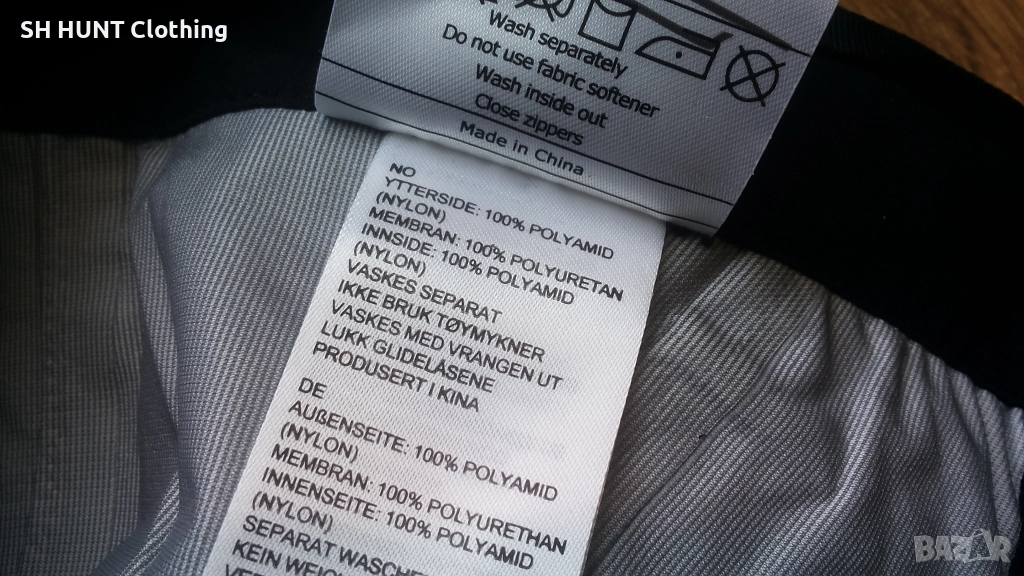 SH HUNT Clothing
Wash separately
Do not use fabric softener
Wash inside out
Close zippers
Made in China
NO
YTTERSIDE: 100% POLYAMID
(NYLON)
MEMBRAN: 100% POLYURETAN
INNSIDE: 100% POLYAMID
(NYLON)
VASKES SEPARAT
IKKE BRUK TØYMYKNER
VASKES MED VRANGEN UT
LUKK GLIDELÅSENE
PRODUSERT I KINA
DE
AUßENSEITE: 100% POLYAMID
(NYLON)
MEMBRAN: 100% POLYURETHAN
INNENSEITE: 100% POLYAMID
(NYLON)
SEPARAT WASCHE
KEIN WEICH
BAZAR